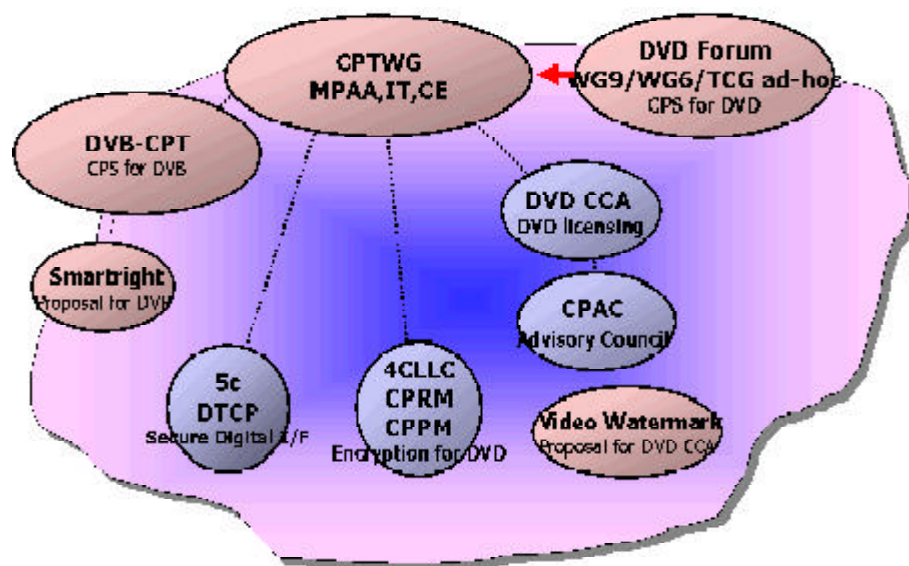 CPTWG
MPAA,IT,CE
DVD Forum
WG9/WG6/TCG ad-hoc
CPS for DVD
DVB-CPT
CPS for DVB
DVD CCA
DVD licensing
Smartright
Proposal for DVB
CPAC
Advisory Council
5c
DTCP
Secure Digital I/F
4CLLC
CPRM
CPPM
Encryption for DVD
Video Watermark
Proposal for DVD CCA